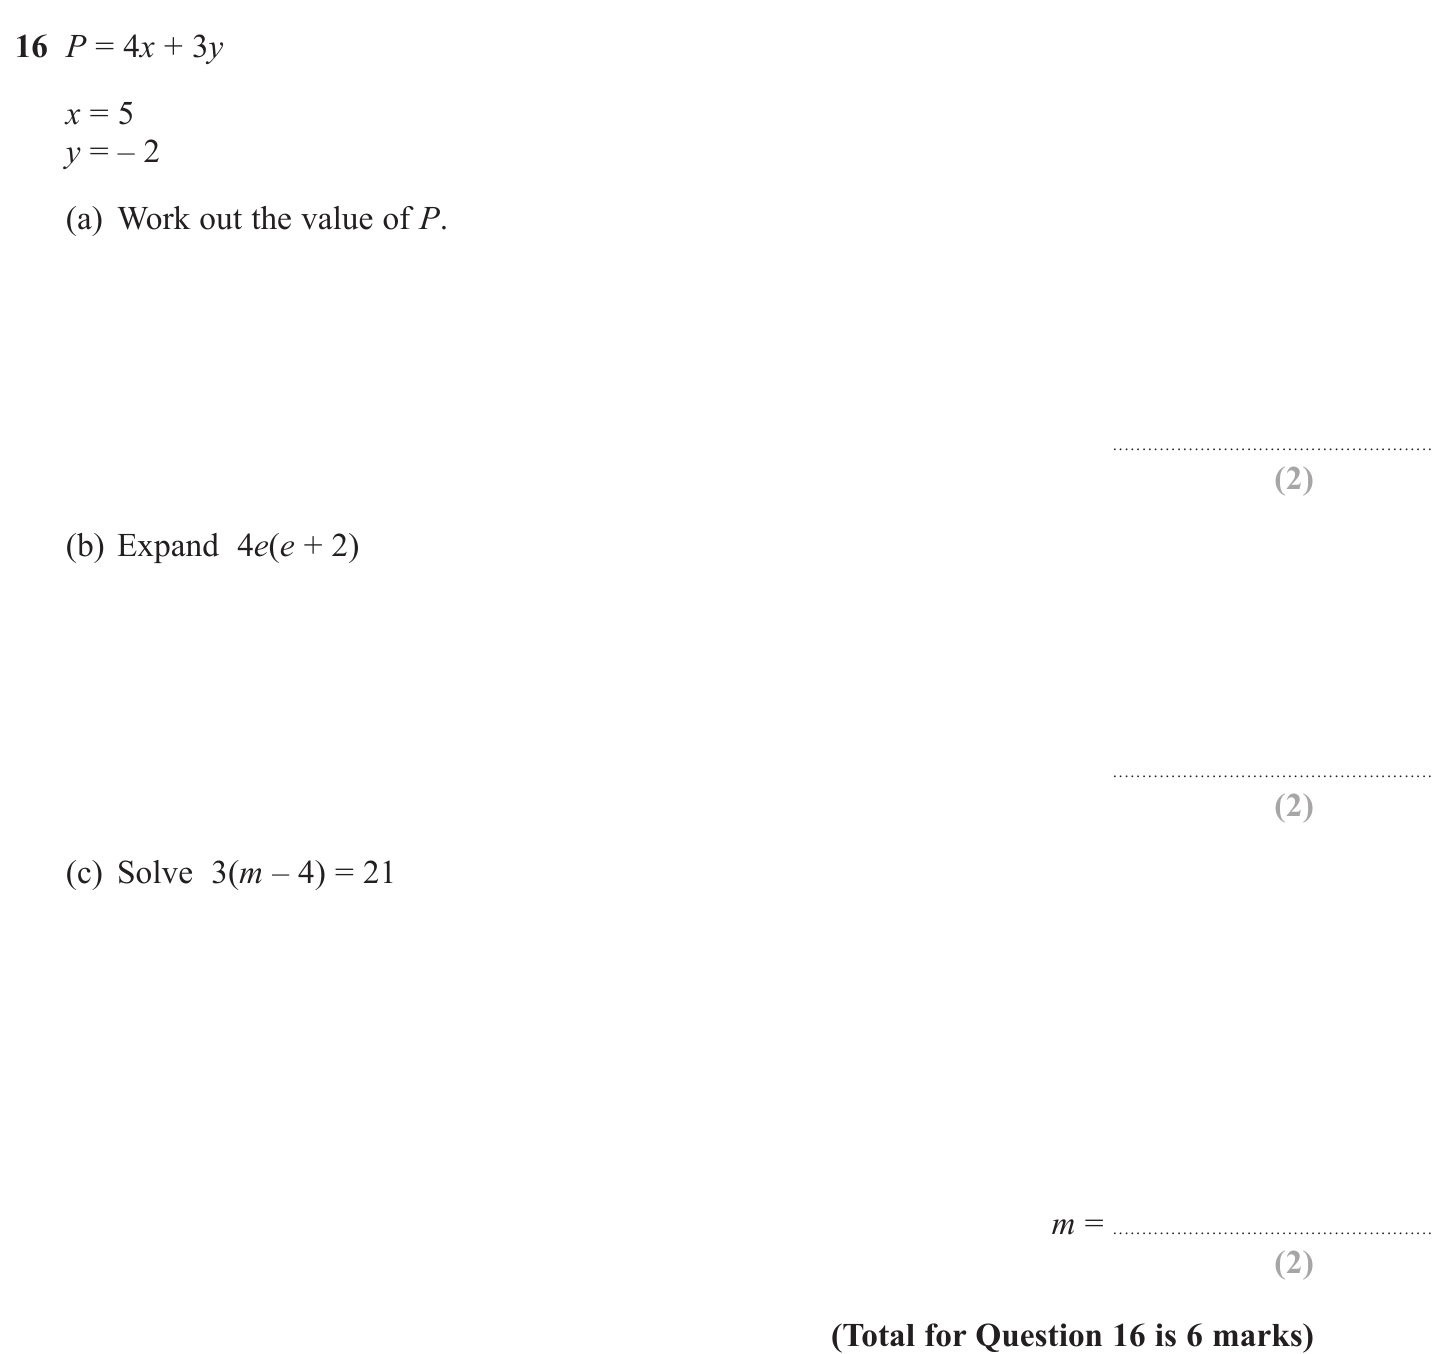 16 P = 4x + 3y
x = 5
y = – 2
(a) Work out the value of P.
(2)
(b) Expand 4e(e + 2)
(2)
(c) Solve 3(m – 4) = 21
m =
(2)
(Total for Question 16 is 6 marks)